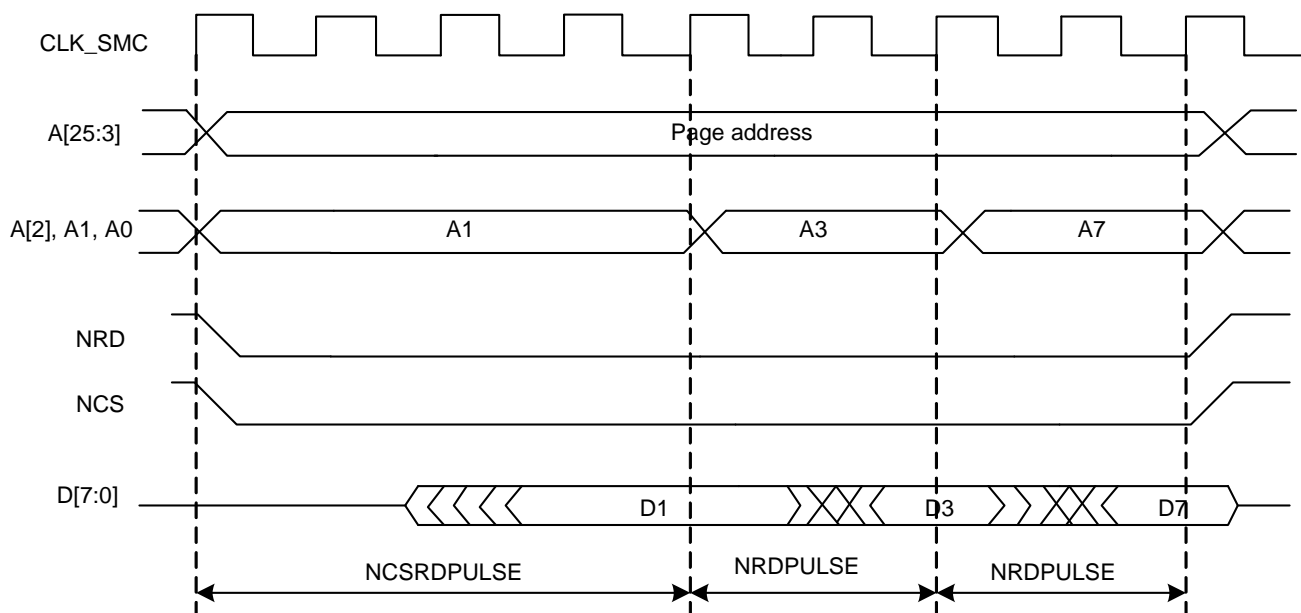 CLK_SMC
A[25:3]
Page address
A[2], A1, A0
A1
A3
A7
NRD
NCS
D[7:0]
D1
D3
D7
NCSRDPULSE
NRDPULSE
NRDPULSE